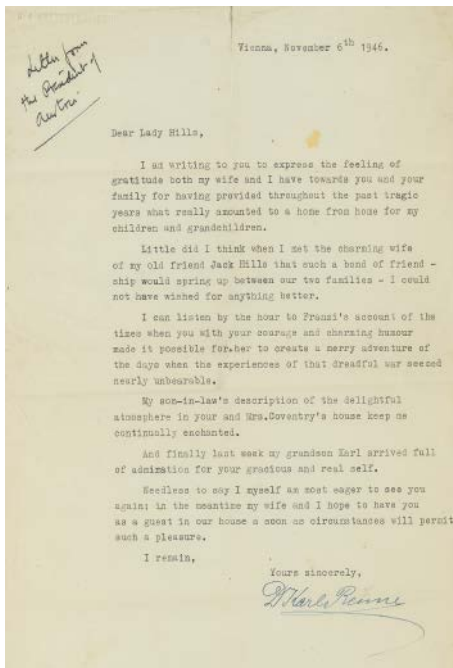 Letter from
the President of
Austria
Vienna, November 6th 1946.
Dear Lady Hills,
I am writing to you to express the feeling of
gratitude both my wife and I have towards you and your
family for having provided throughout the past tragic
years what really amounted to a home from home for my
children and grandchildren.
Little did I think when I met the charming wife
of my old friend Jack Hills that such a bond of friend -
ship would spring up between our two families - I could
not have wished for anything better.
I can listen by the hour to Franzi's account of the
times when you with your courage and charming humour
made it possible for.her to create a merry adventure of
the days when the experiences of that dreadful war seemed
nearly unbearable.
My son-in-law's description of the delightful
atmosphere in your and Mrs.Coventry's house keep me
continually enchanted.
And finally last week my grandson Karl arrived full
of admiration for your gracious and real self.
Needless to say I myself am most eager to see you
again; in the meantime my wife and I hope to have you
as a guest in our house a soon as circumstances will permit
such a pleasure.
I remain,
Yours sincerely,
Dr Karl Renner